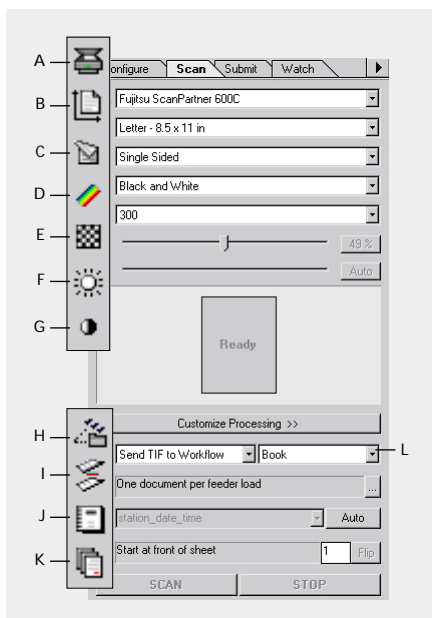 A
onfigure Scan Submit Watch
B
Fujitsu ScanPartner 600C
Letter - 8.5 x 11 in
C
Single Sided
D
Black and White
300
E
49 %
F
Auto
G
Ready
Customize Processing >>
H
Send TIF to Workflow Book
L
I
One document per feeder load ...
J
station_date_time Auto
K
Start at front of sheet 1 Flip
SCAN STOP